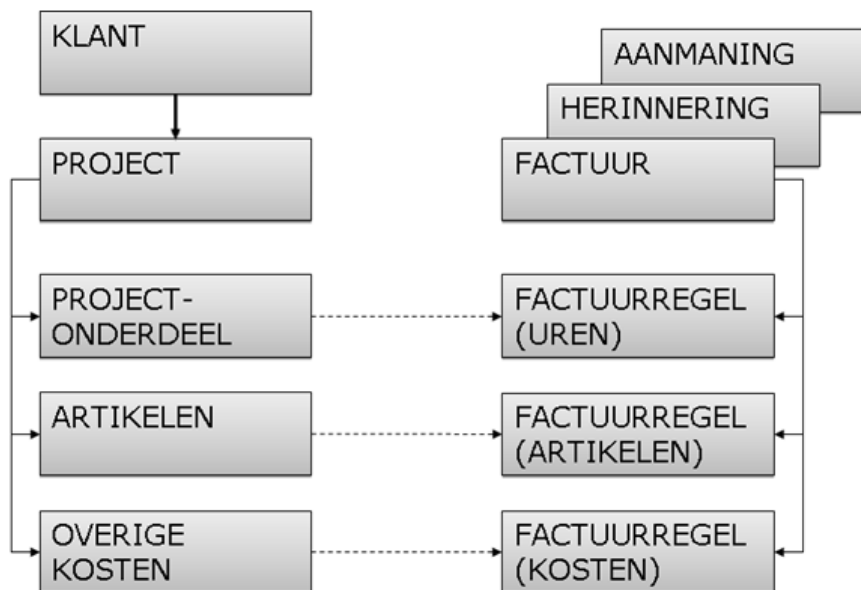 KLANT
AANMANING
HERINNERING
PROJECT
FACTUUR
PROJECT-
ONDERDEEL
FACTUURREGEL
(UREN)
ARTIKELEN
FACTUURREGEL
(ARTIKELEN)
OVERIGE
KOSTEN
FACTUURREGEL
(KOSTEN)